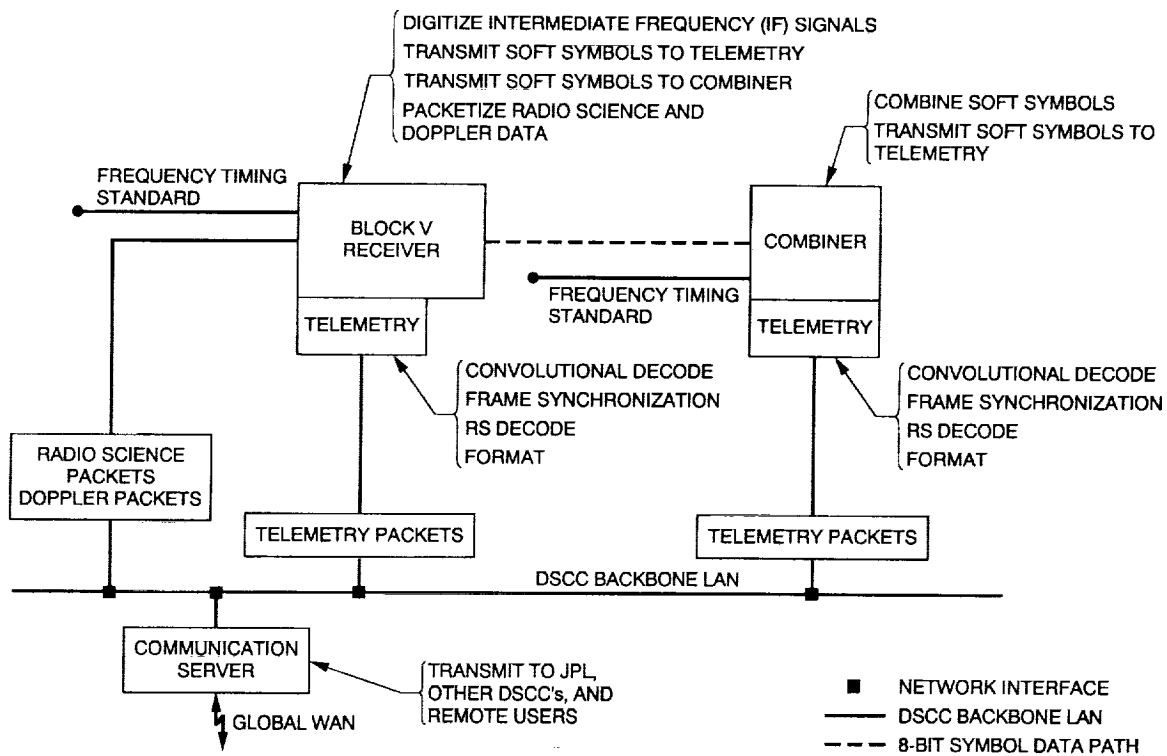 DIGITIZE INTERMEDIATE FREQUENCY (IF) SIGNALS
TRANSMIT SOFT SYMBOLS TO TELEMETRY
TRANSMIT SOFT SYMBOLS TO COMBINER
PACKETIZE RADIO SCIENCE AND
DOPPLER DATA
COMBINE SOFT SYMBOLS
TRANSMIT SOFT SYMBOLS TO
TELEMETRY
FREQUENCY TIMING
STANDARD
BLOCK V
RECEIVER
COMBINER
FREQUENCY TIMING
STANDARD
TELEMETRY
TELEMETRY
CONVOLUTIONAL DECODE
FRAME SYNCHRONIZATION
RS DECODE
FORMAT
CONVOLUTIONAL DECODE
FRAME SYNCHRONIZATION
RS DECODE
FORMAT
RADIO SCIENCE
PACKETS
DOPPLER PACKETS
TELEMETRY PACKETS
TELEMETRY PACKETS
DSCC BACKBONE LAN
COMMUNICATION
SERVER
TRANSMIT TO JPL,
OTHER DSCC's, AND
REMOTE USERS
GLOBAL WAN
NETWORK INTERFACE
DSCC BACKBONE LAN
8-BIT SYMBOL DATA PATH